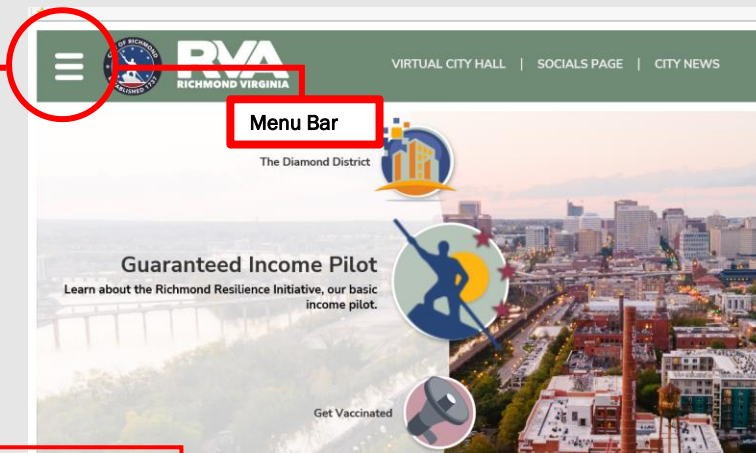 CITY OF RICHMOND
ESTABLISHED 1737
RVA
RICHMOND VIRGINIA
VIRTUAL CITY HALL | SOCIALS PAGE | CITY NEWS
Menu Bar
The Diamond District
Guaranteed Income Pilot
Learn about the Richmond Resilience Initiative, our basic
income pilot.
Get Vaccinated